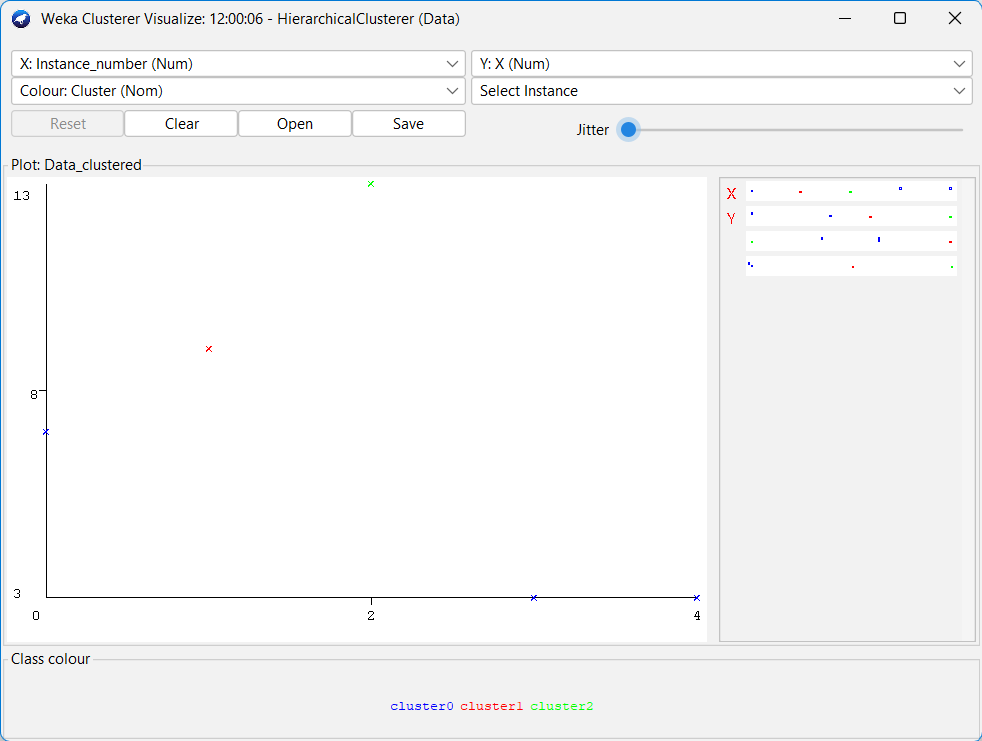 Weka Clusterer Visualize: 12:00:06 - HierarchicalClusterer (Data)
X: Instance_number (Num) Y: X (Num)
Colour: Cluster (Nom) Select Instance
Reset Clear Open Save Jitter
Plot: Data_clustered
13
8
3
0 2 4
X
Y
Class colour
cluster0 cluster1 cluster2